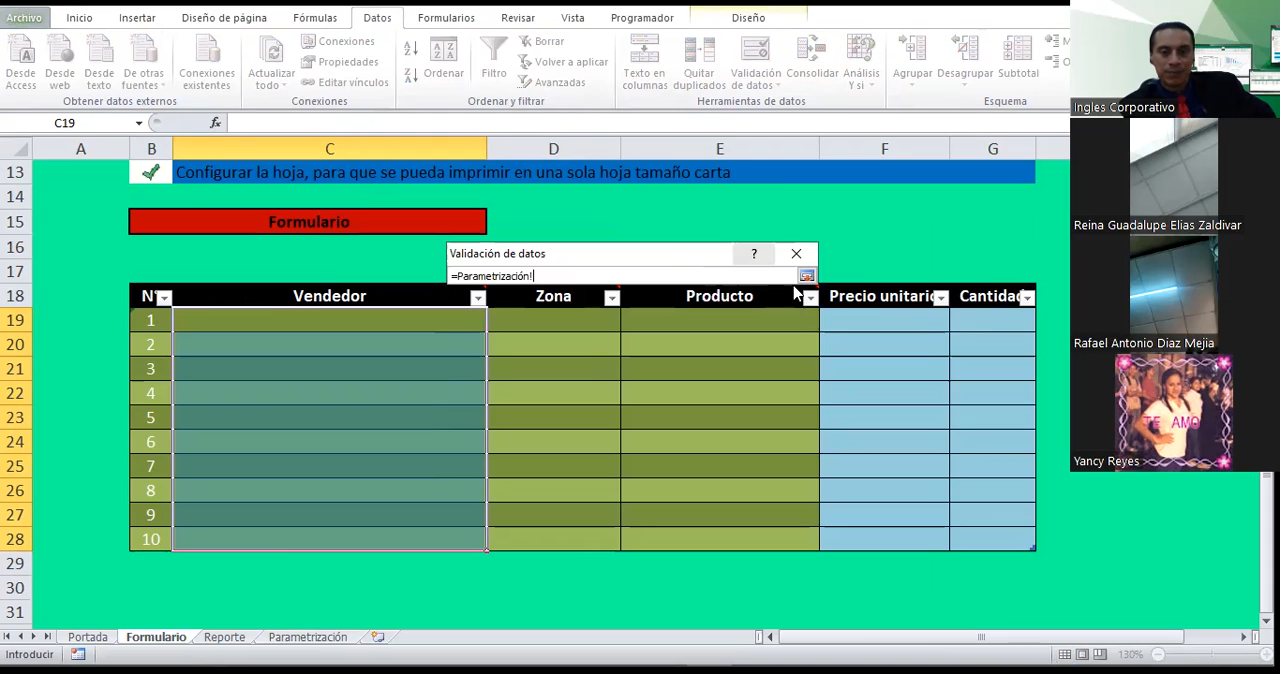 Archivo Inicio Insertar Diseño de página Fórmulas Datos Formularios Revisar Vista Programador Diseño
Desde Access
Desde web
Desde texto
De otras fuentes
Conexiones existentes
Obtener datos externos
Actualizar todo
Conexiones
Propiedades
Editar vínculos
Conexiones
Ordenar
Filtro
Borrar
Volver a aplicar
Avanzadas
Ordenar y filtrar
Texto en columnas
Quitar duplicados
Validación de datos
Consolidar
Análisis Y si
Herramientas de datos
Agrupar
Desagrupar
Subtotal
Esquema
C19 fx
A B C D E F G
13 Configurar la hoja, para que se pueda imprimir en una sola hoja tamaño carta
14
15 Formulario
16
Validación de datos ?
17
=Parametrización!
18 N° Vendedor Zona Producto Precio unitario Cantidad
19 1
20 2
21 3
22 4
23 5
24 6
25 7
26 8
27 9
28 10
29
30
31
Portada Formulario Reporte Parametrización
Introducir 130%
Ingles Corporativo
Reina Guadalupe Elias Zaldivar
Rafael Antonio Diaz Mejia
TE AMO
Yancy Reyes